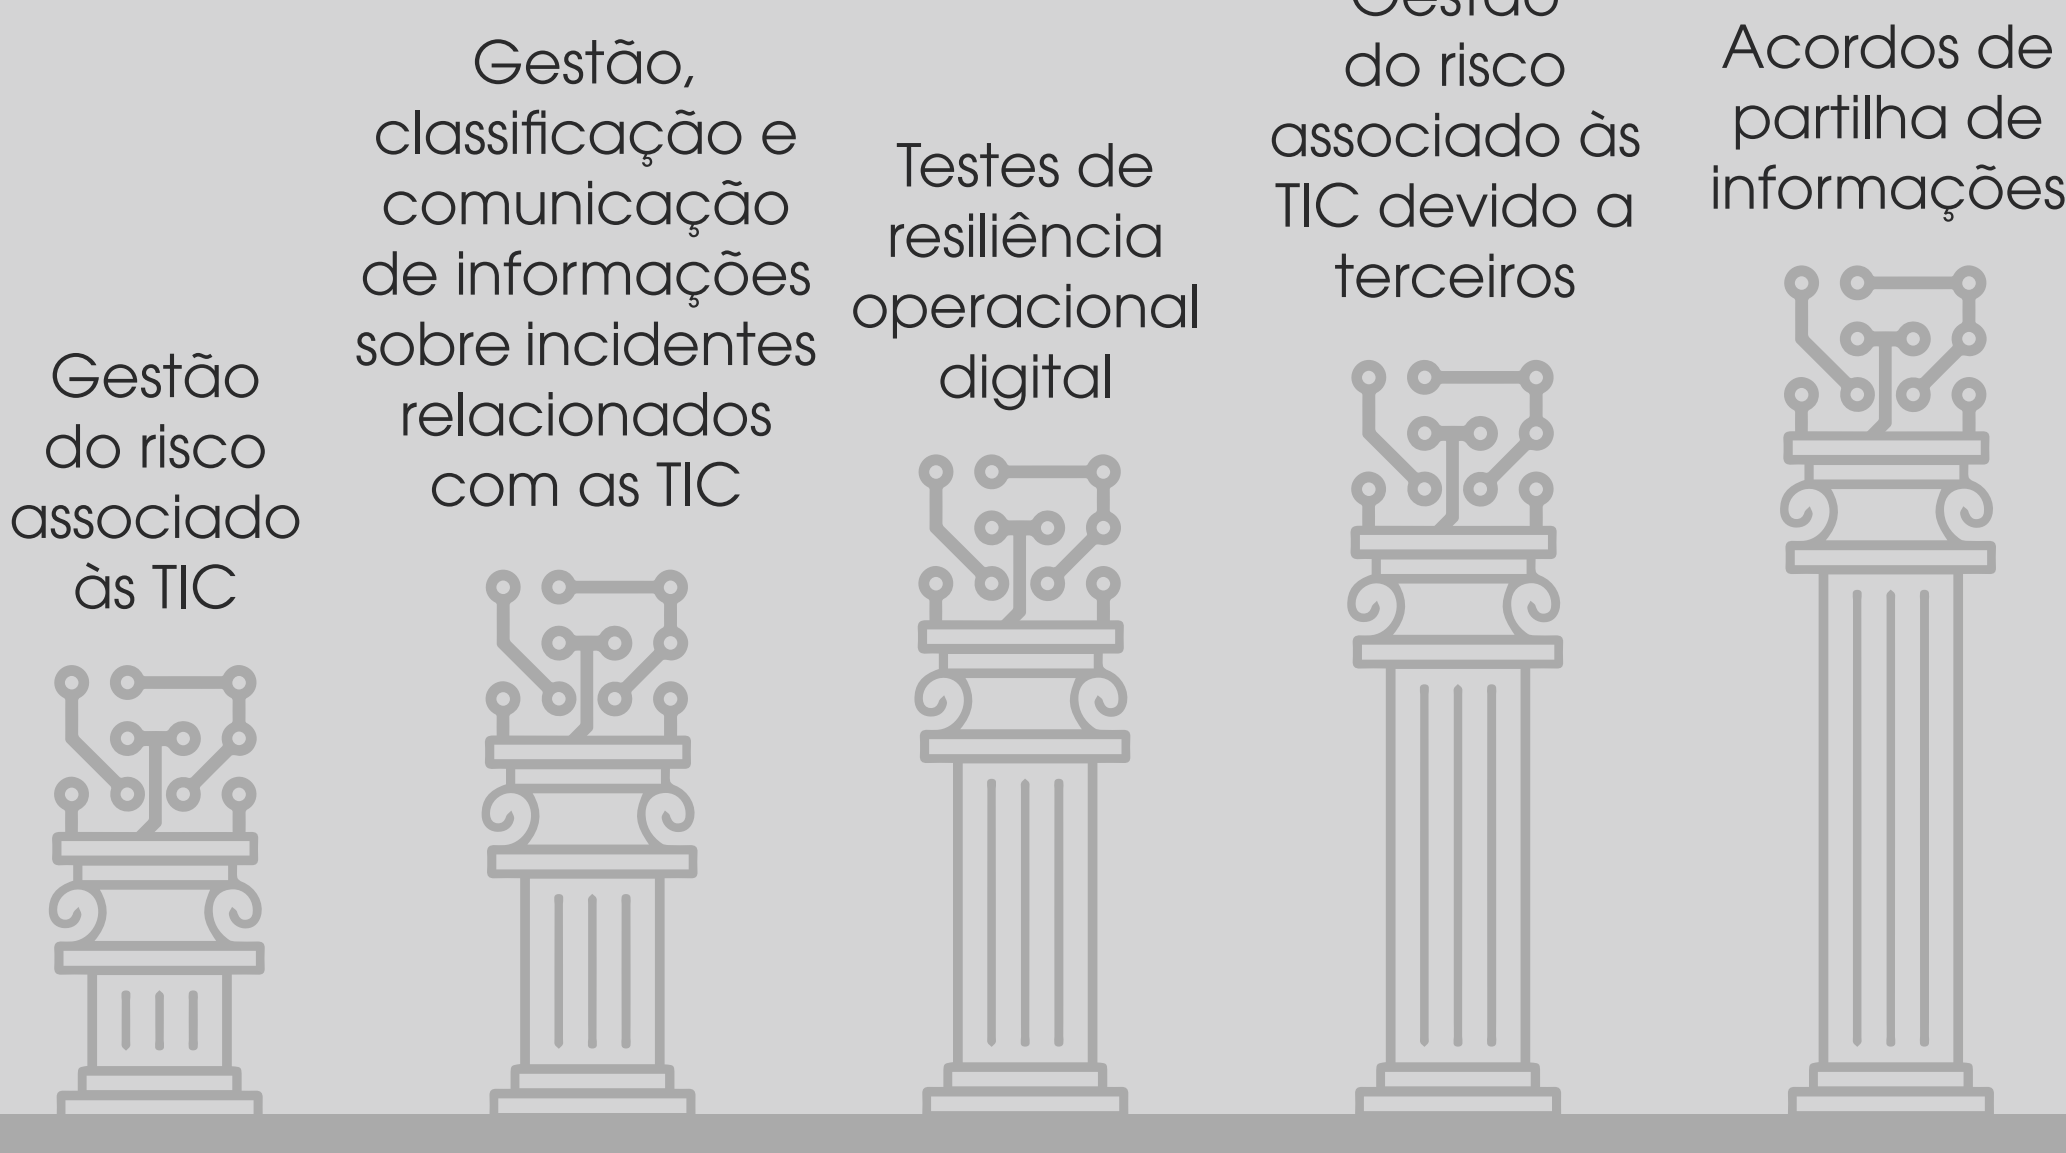 Gestão
do risco
associado
às TIC
Gestão,
classificação e
comunicação
de informações
sobre incidentes
relacionados
com as TIC
Testes de
resiliência
operacional
digital
Gestão
do risco
associado às
TIC devido a
terceiros
Acordos de
partilha de
informações